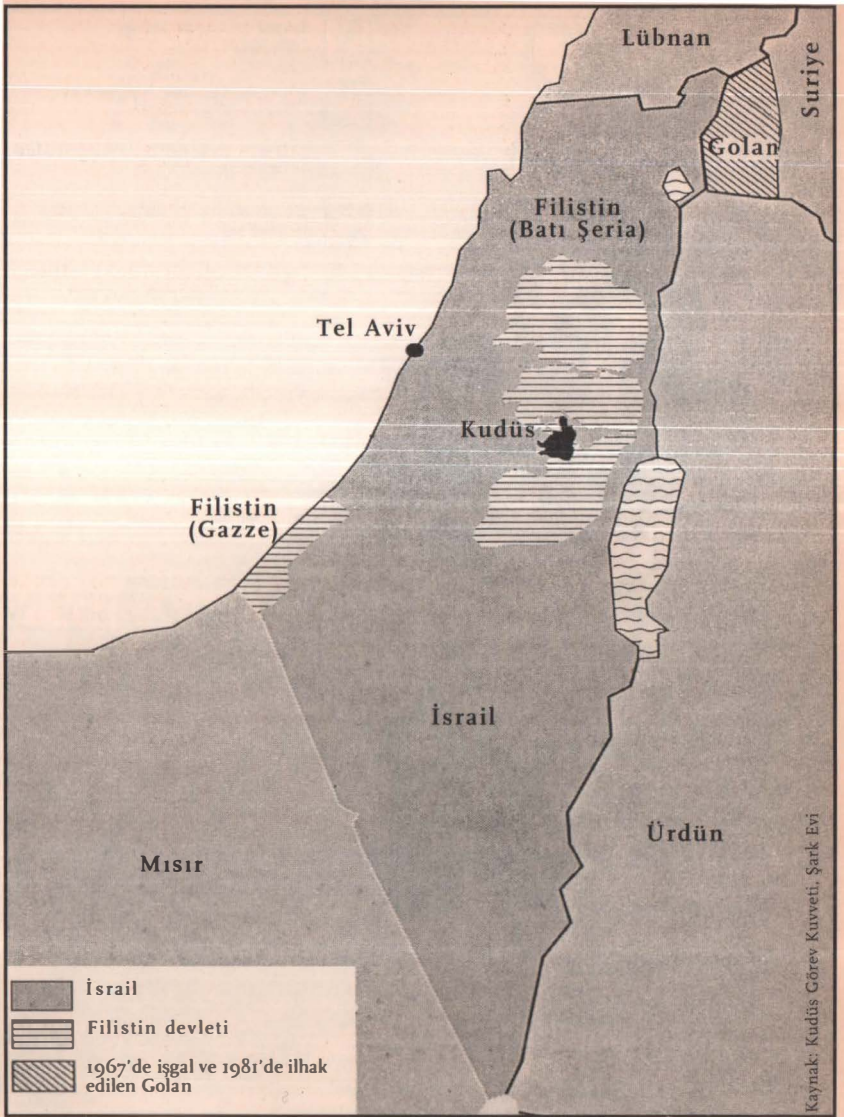 Lübnan
Suriye
Golan
Filistin
(Batı Şeria)
Tel Aviv
Kudüs
Filistin
(Gazze)
İsrail
Ürdün
Mısır
İsrail
Filistin devleti
1967'de işgal ve 1981'de ilhak
edilen Golan
Kaynak: Kudüs Görev Kuvveti, Şark Evi